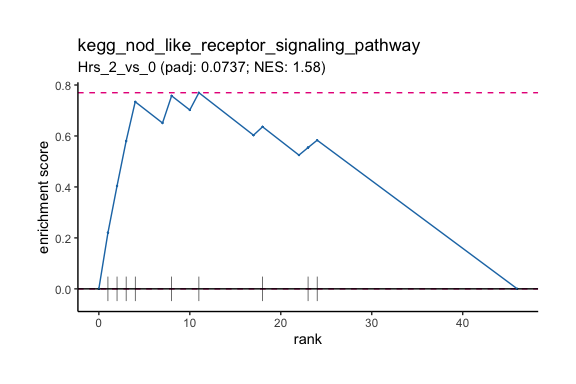 kegg_nod_like_receptor_signaling_pathway
Hrs_2_vs_0 (padj: 0.0737; NES: 1.58)
0.8
0.6
0.4
0.2
0.0
enrichment score
0 10 20 30 40
rank